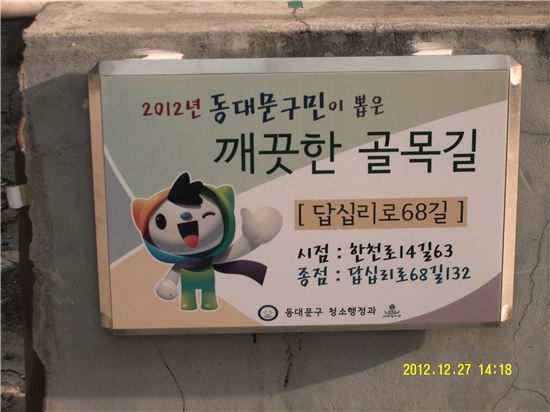 2012년 동대문구민이 뽑은
깨끗한 골목길
[ 답십리로68길 ]
시점 : 한천로14길63
종점 : 답십리로68길132
동대문구 청소행정과
2012.12.27 14:18